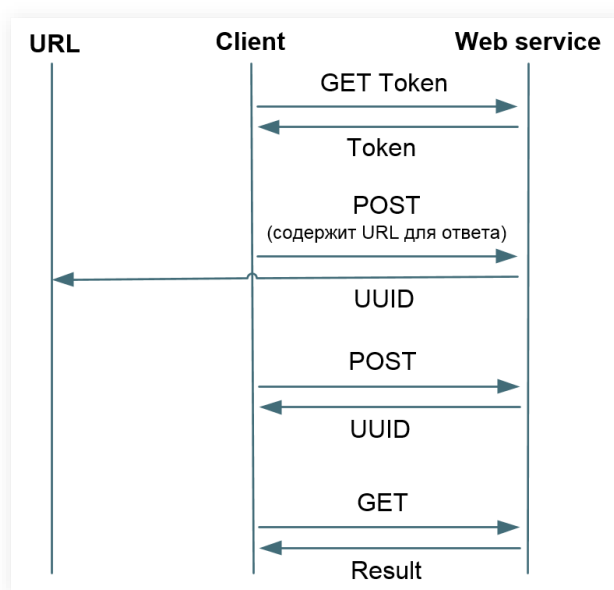 URL
Client
Web service
GET Token
Token
POST
(содержит URL для ответа)
UUID
POST
UUID
GET
Result